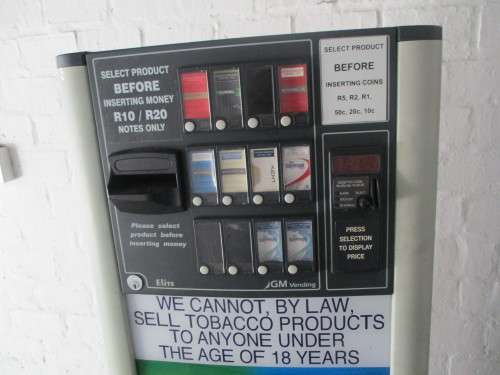 SELECT PRODUCT
BEFORE
INSERTING MONEY
R10 / R20
NOTES ONLY
SELECT PRODUCT
BEFORE
INSERTING COINS
R5, R2, R1,
50c, 20c, 10c
KENT
Please select
product before
inserting money
PRESS
SELECTION
TO DISPLAY
PRICE
Elite
GM Vending
WE CANNOT, BY LAW,
SELL TOBACCO PRODUCTS
TO ANYONE UNDER
THE AGE OF 18 YEARS